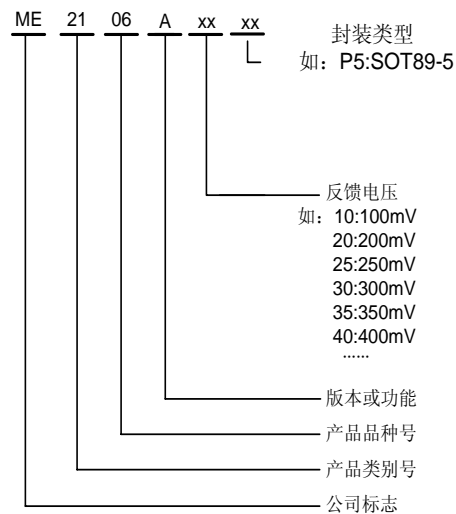 ME 21 06 A xx xx
封装类型
如：P5:SOT89-5
反馈电压
如：10:100mV
20:200mV
25:250mV
30:300mV
35:350mV
40:400mV
······
版本或功能
产品品种号
产品类别号
公司标志